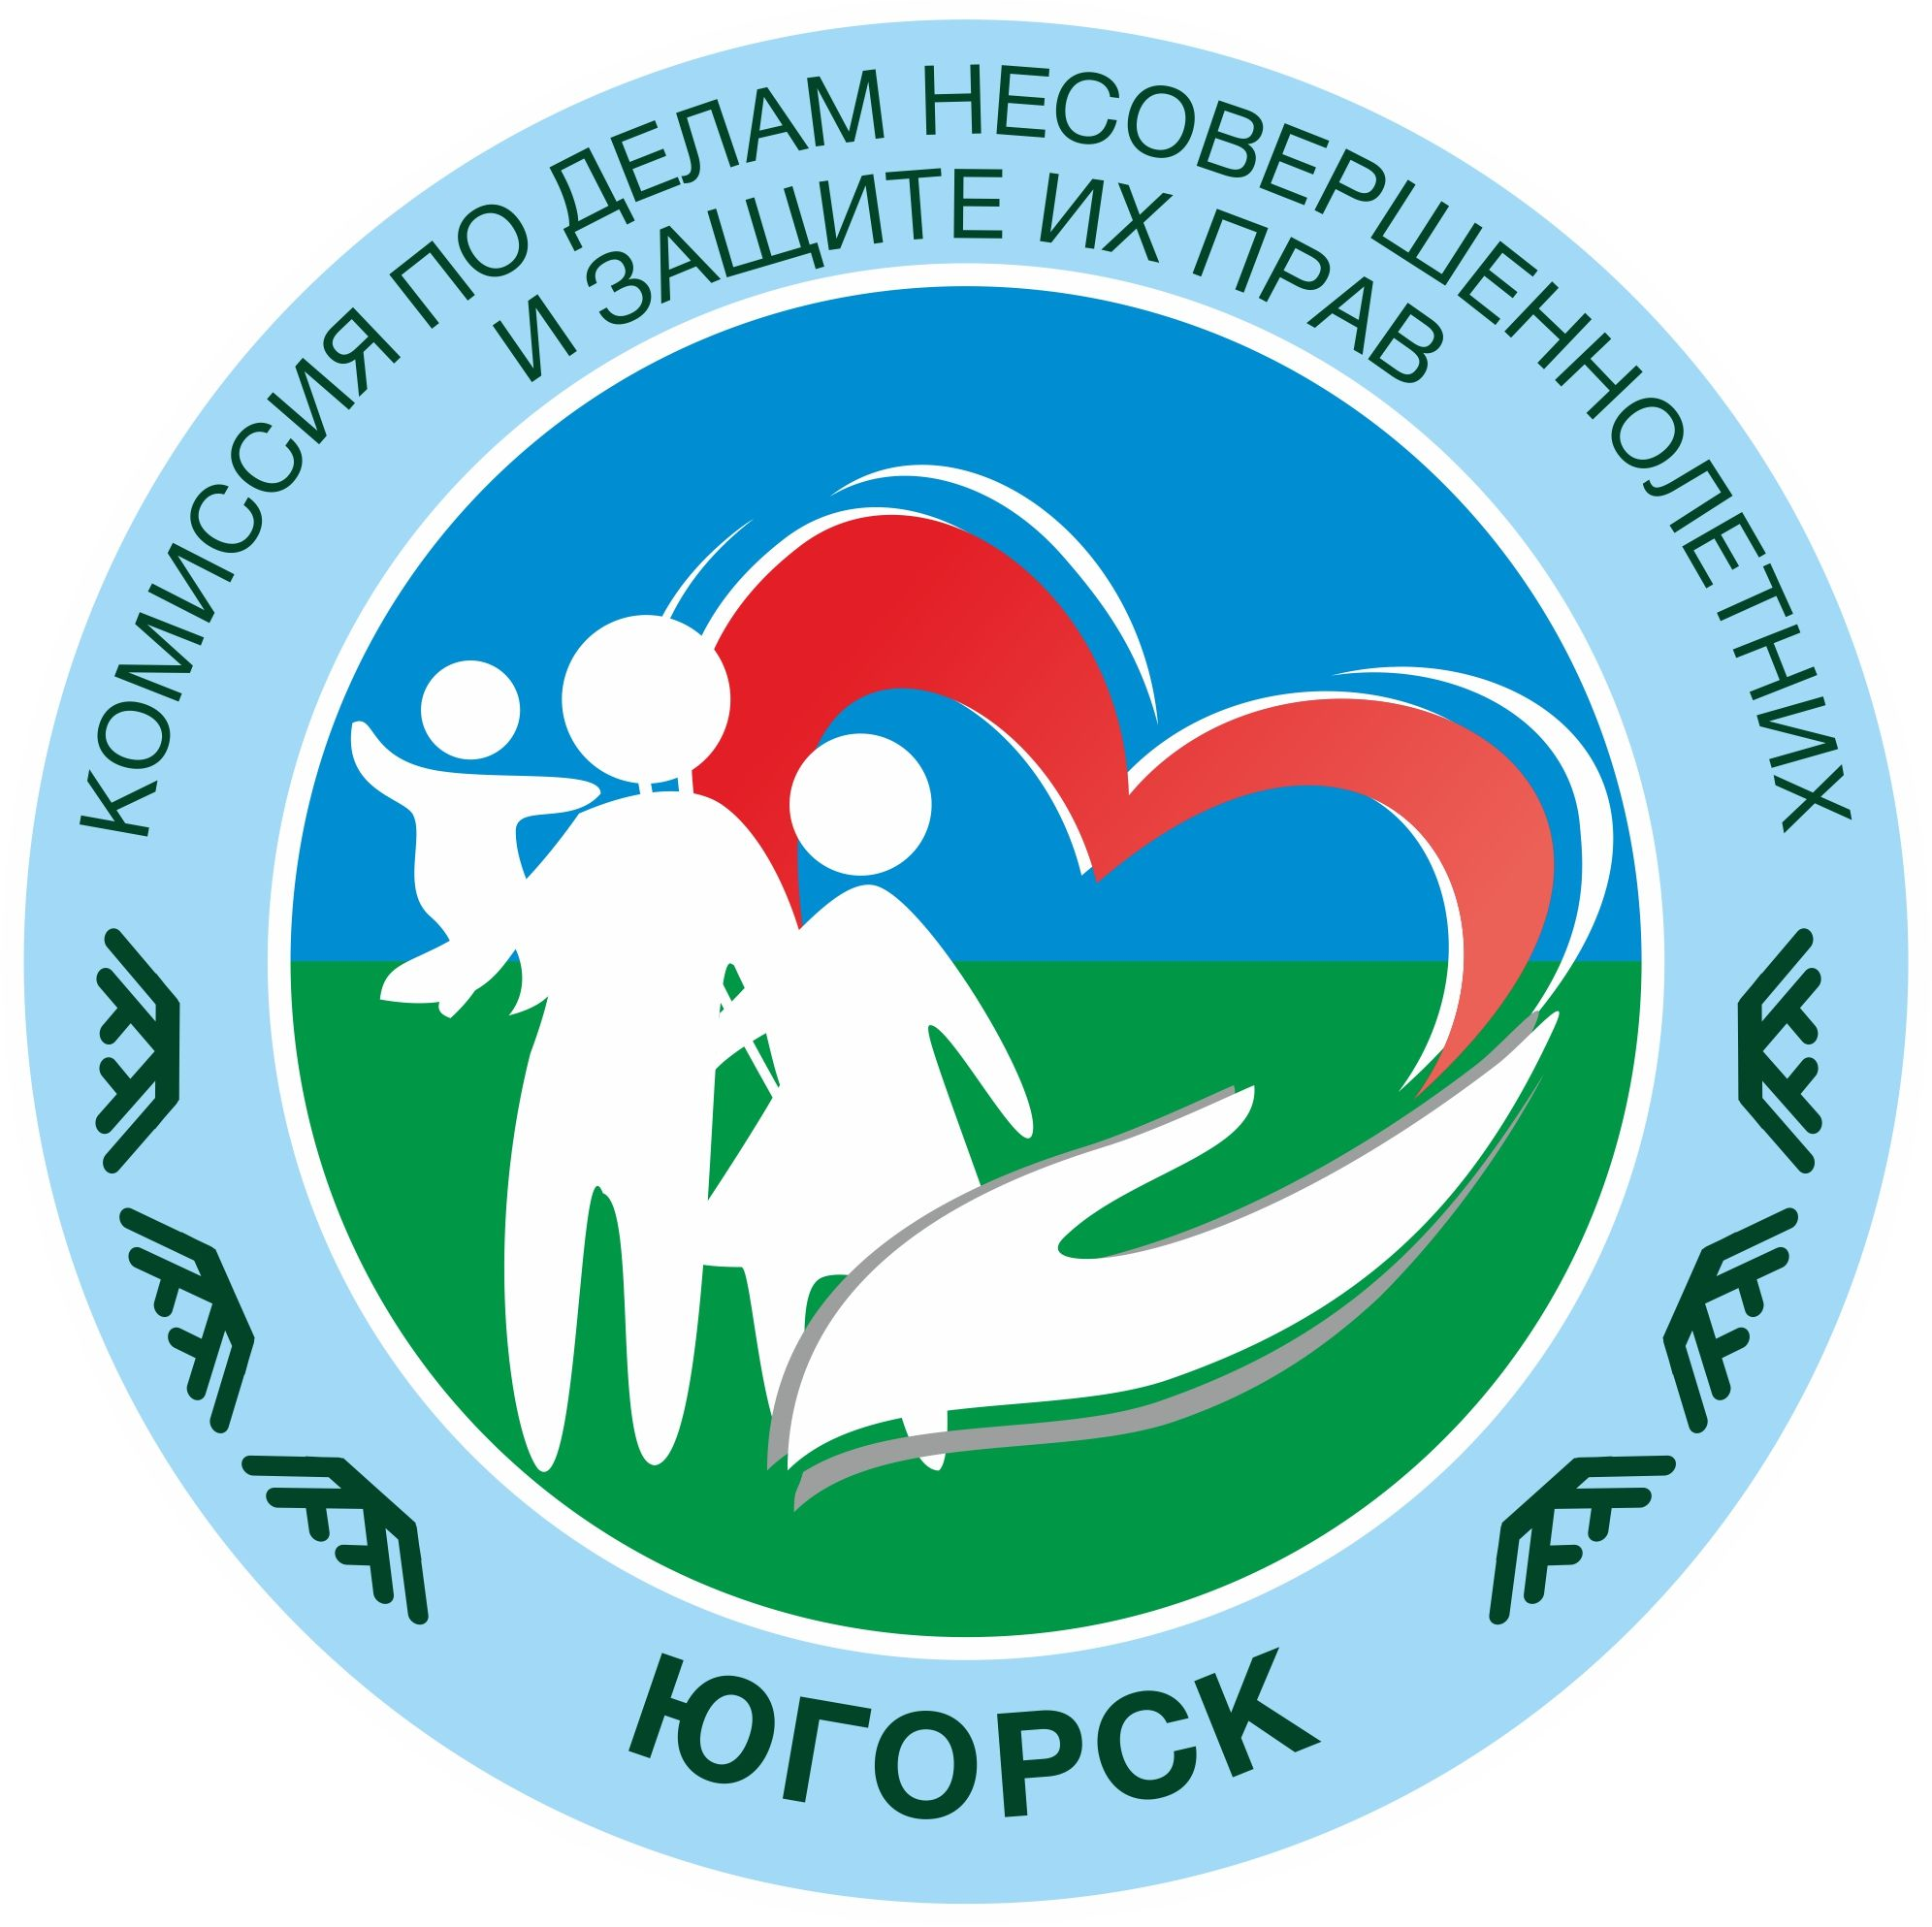 КОМИССИЯ ПО ДЕЛАМ НЕСОВЕРШЕННОЛЕТНИХ
И ЗАЩИТЕ ИХ ПРАВ
ЮГОРСК